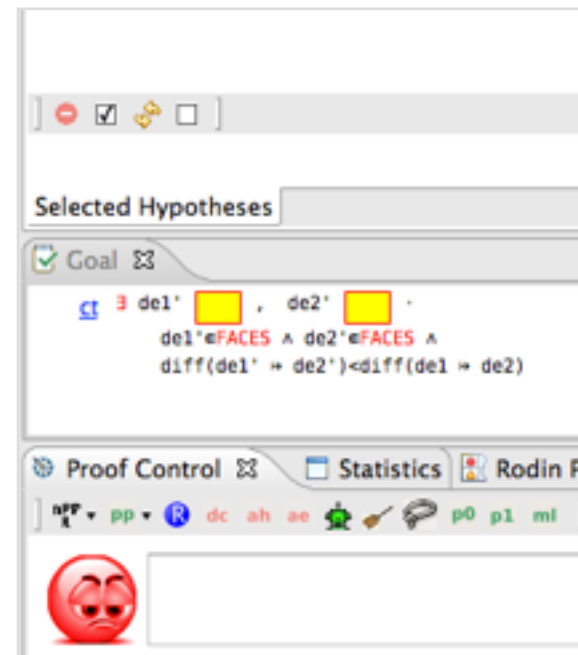 Selected Hypotheses
Goal
ct ∃ de1' , de2' ·
de1'∈FACES ∧ de2'∈FACES ∧
diff(de1' ↦ de2')<diff(de1 ↦ de2)
Proof Control Statistics Rodin P
nPP R pp R dc ah ae p0 p1 ml